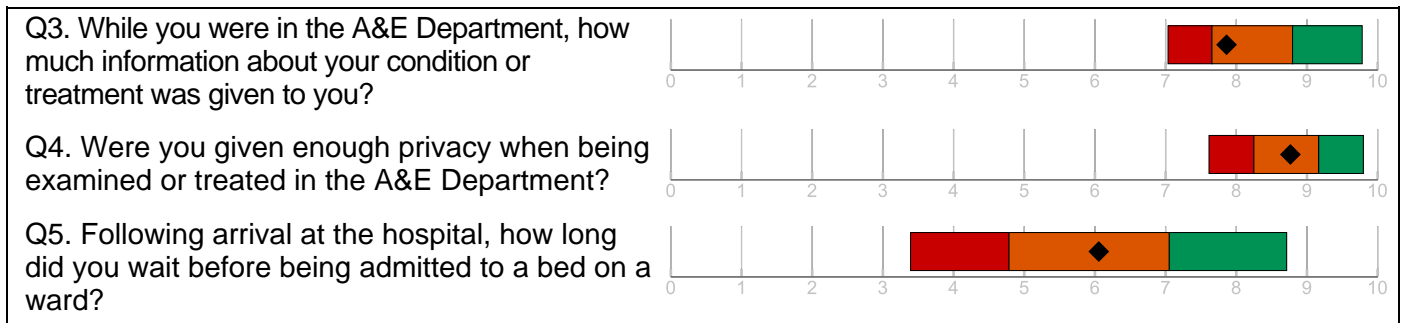 Q3. While you were in the A&E Department, how
much information about your condition or
treatment was given to you?
0 1 2 3 4 5 6 7 8 9 10
Q4. Were you given enough privacy when being
examined or treated in the A&E Department?
0 1 2 3 4 5 6 7 8 9 10
Q5. Following arrival at the hospital, how long
did you wait before being admitted to a bed on a
ward?
0 1 2 3 4 5 6 7 8 9 10